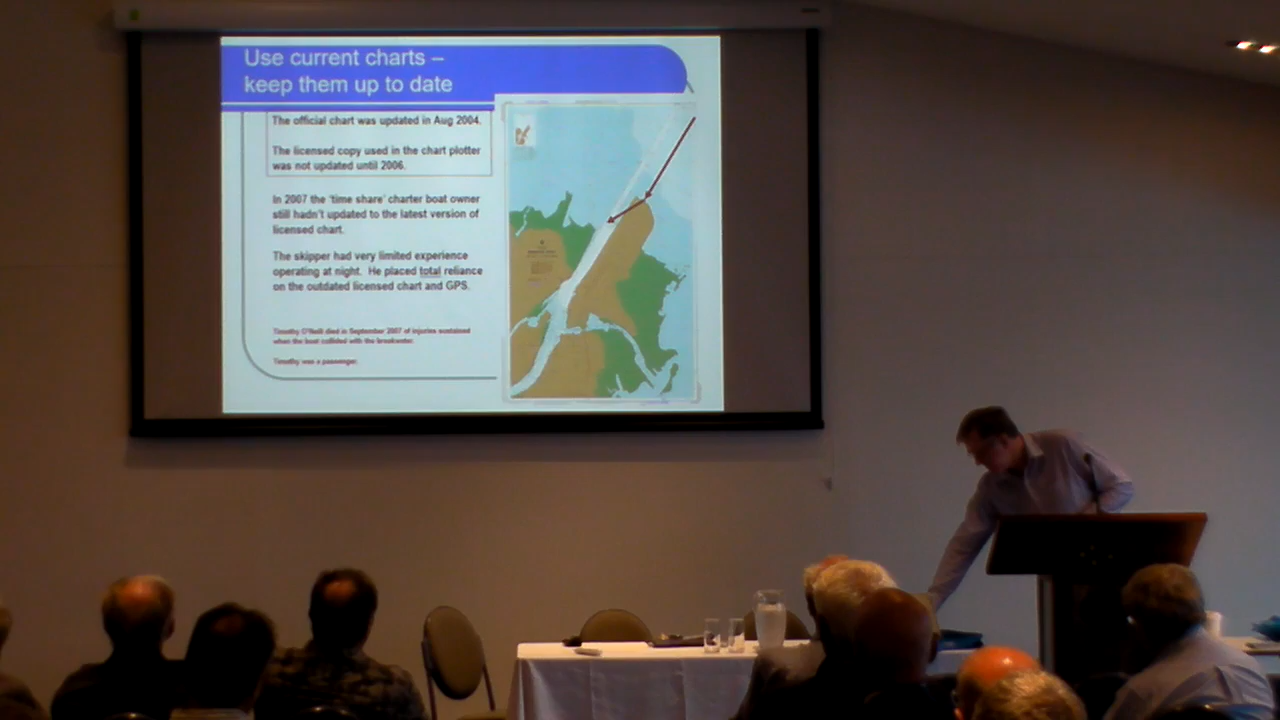 Use current charts –
keep them up to date
The official chart was updated in Aug 2004.
The licensed copy used in the chart plotter
was not updated until 2006.
In 2007 the 'time share' charter boat owner
still hadn't updated to the latest version of
licensed chart.
The skipper had very limited experience
operating at night. He placed total reliance
on the outdated licensed chart and GPS.
Timothy O'Neill died in September 2007 of injuries sustained
when the boat collided with the breakwater.
Timothy was a passenger.